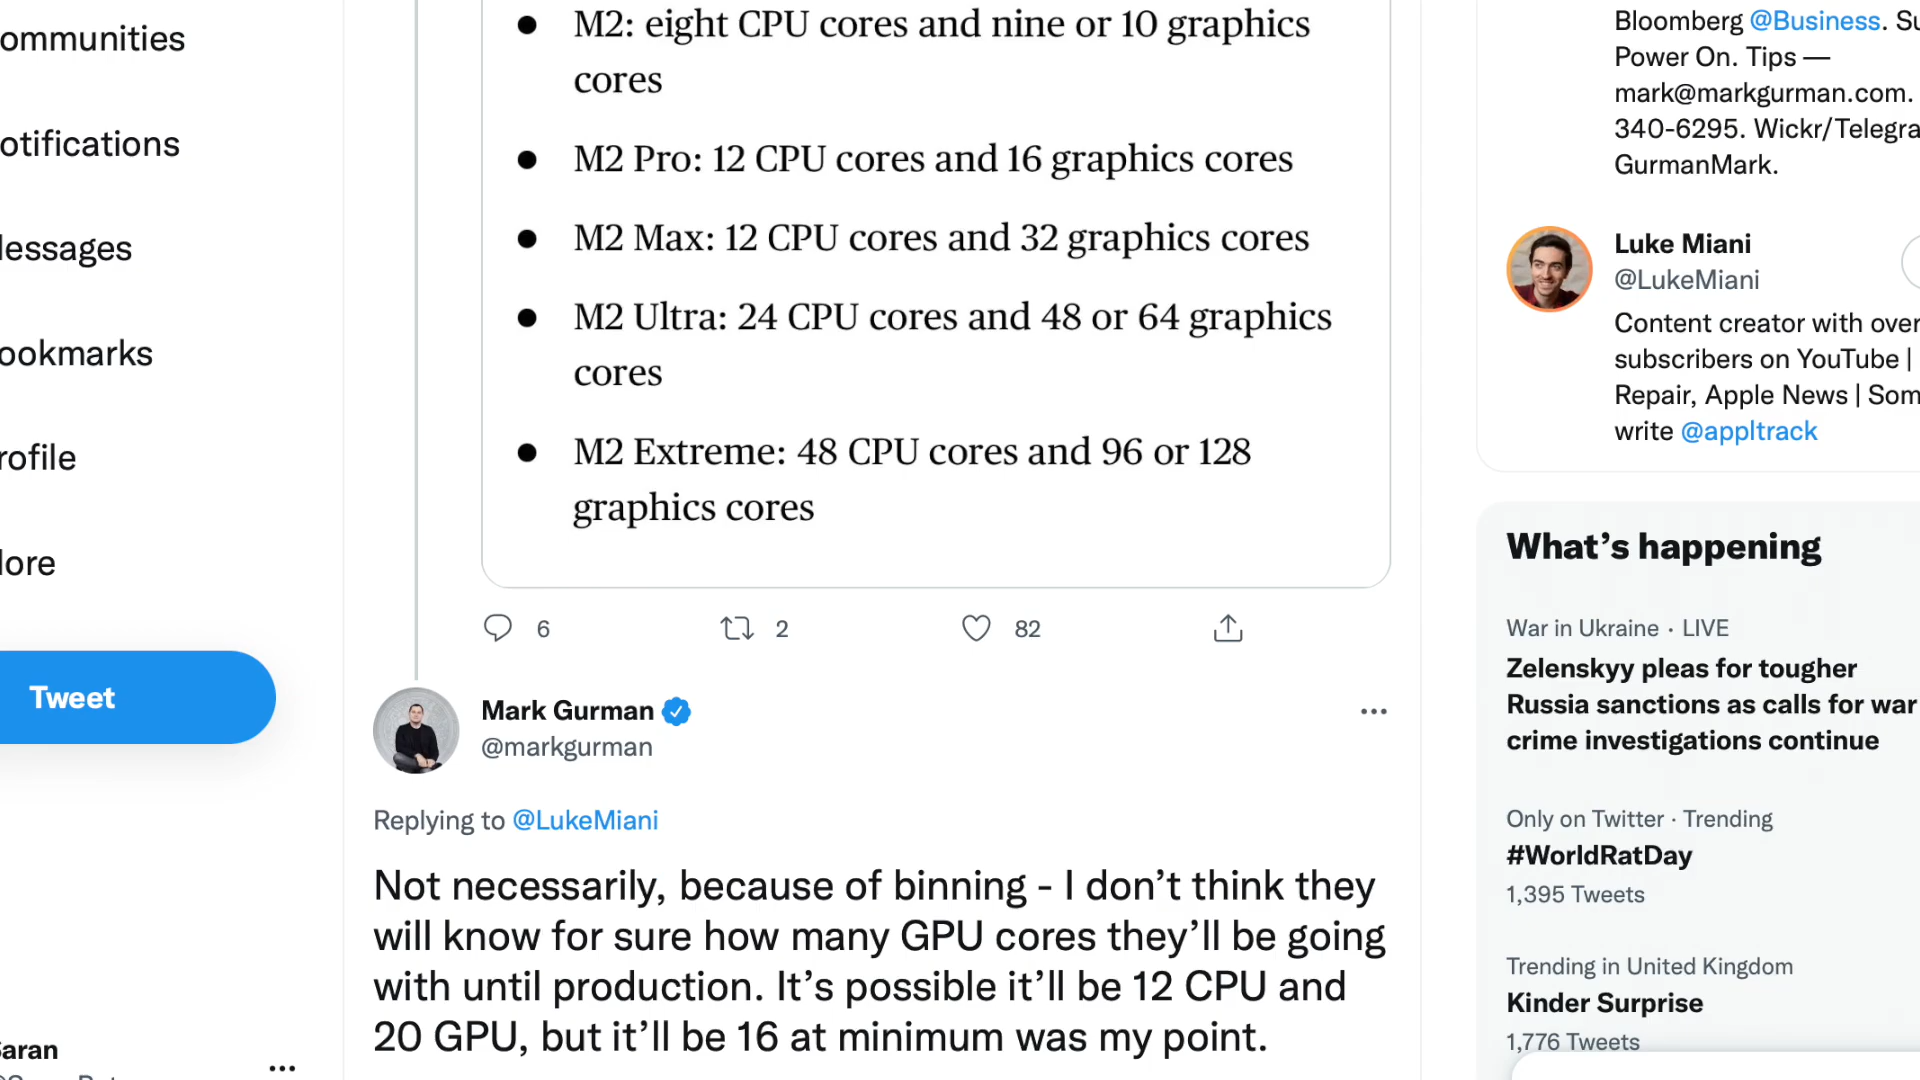 ommunities
otifications
essages
ookmarks
rofile
ore
Tweet
aran
M2: eight CPU cores and nine or 10 graphics
cores
M2 Pro: 12 CPU cores and 16 graphics cores
M2 Max: 12 CPU cores and 32 graphics cores
M2 Ultra: 24 CPU cores and 48 or 64 graphics
cores
M2 Extreme: 48 CPU cores and 96 or 128
graphics cores
6 2 82
Mark Gurman
@markgurman
Replying to @LukeMiani
Not necessarily, because of binning - I don’t think they
will know for sure how many GPU cores they’ll be going
with until production. It’s possible it’ll be 12 CPU and
20 GPU, but it’ll be 16 at minimum was my point.
Bloomberg @Business. Su
Power On. Tips —
mark@markgurman.com.
340-6295. Wickr/Telegra
GurmanMark.
Luke Miani
@LukeMiani
Content creator with over
subscribers on YouTube |
Repair, Apple News | Som
write @appltrack
What’s happening
War in Ukraine · LIVE
Zelenskyy pleas for tougher
Russia sanctions as calls for war
crime investigations continue
Only on Twitter · Trending
#WorldRatDay
1,395 Tweets
Trending in United Kingdom
Kinder Surprise
1,776 Tweets